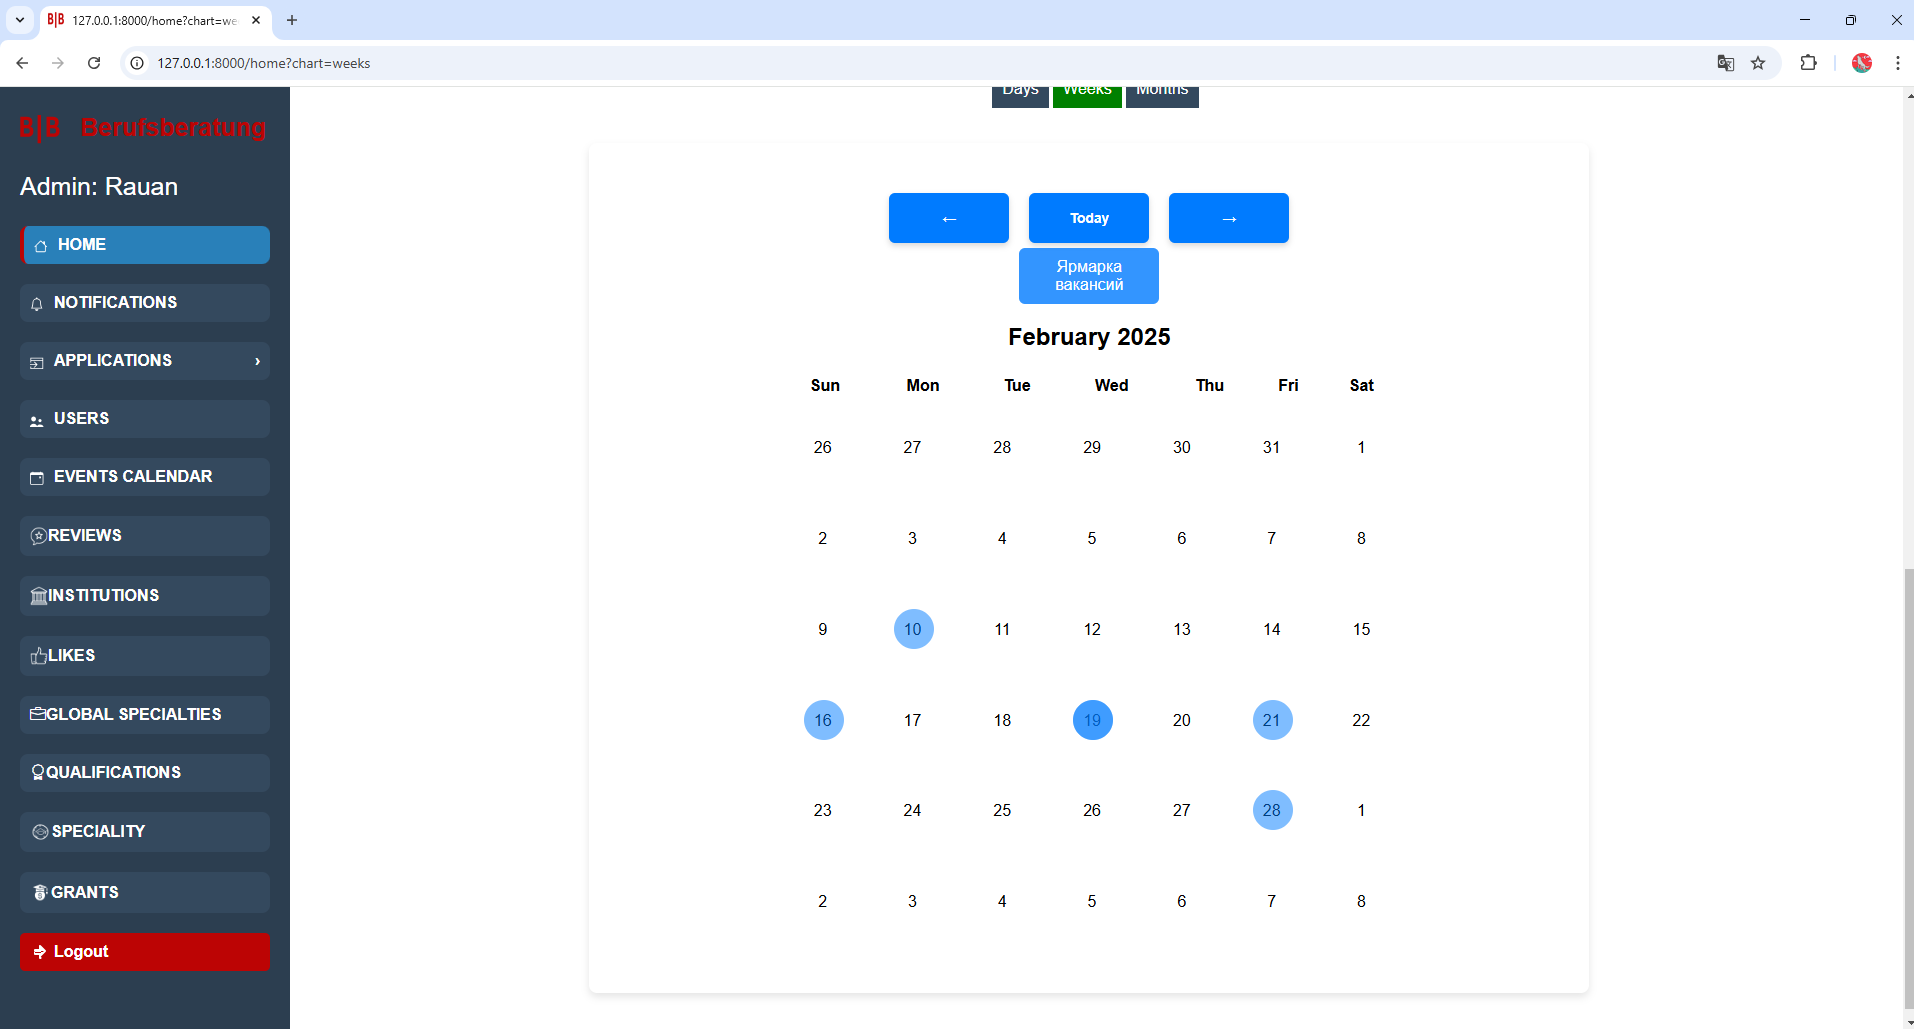 127.0.0.1:8000/home?chart=we
127.0.0.1:8000/home?chart=weeks
B|B Berufsberatung
Admin: Rauan
HOME
NOTIFICATIONS
APPLICATIONS
USERS
EVENTS CALENDAR
REVIEWS
INSTITUTIONS
LIKES
GLOBAL SPECIALTIES
QUALIFICATIONS
SPECIALITY
GRANTS
Logout
Days Weeks Months
← Today →
Ярмарка
вакансий
February 2025
Sun Mon Tue Wed Thu Fri Sat
26 27 28 29 30 31 1
2 3 4 5 6 7 8
9 10 11 12 13 14 15
16 17 18 19 20 21 22
23 24 25 26 27 28 1
2 3 4 5 6 7 8